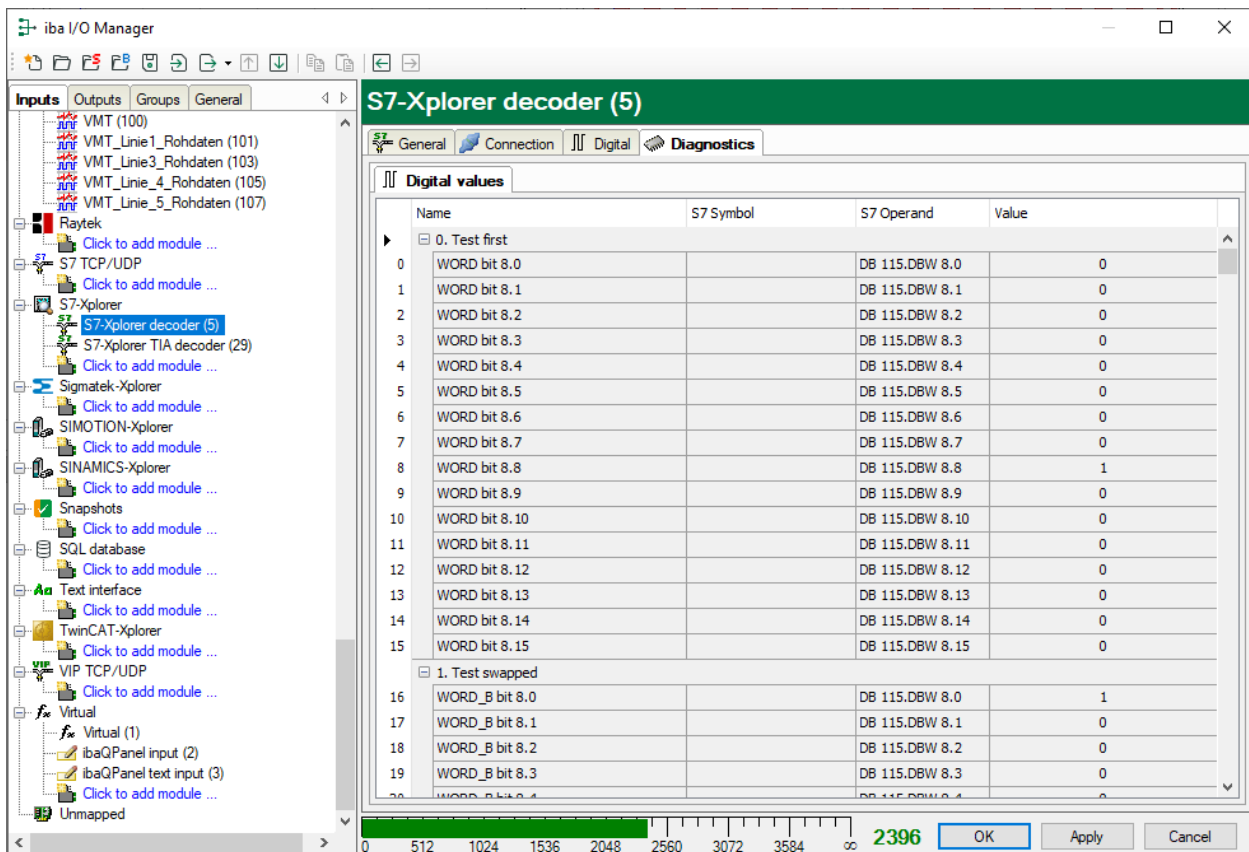 iba I/O Manager
Inputs Outputs Groups General
VMT (100)
VMT_Linie1_Rohdaten (101)
VMT_Linie3_Rohdaten (103)
VMT_Linie_4_Rohdaten (105)
VMT_Linie_5_Rohdaten (107)
Raytek
Click to add module ...
S7 TCP/UDP
Click to add module ...
S7-Xplorer
S7-Xplorer decoder (5)
S7-Xplorer TIA decoder (29)
Click to add module ...
Sigmatek-Xplorer
Click to add module ...
SIMOTION-Xplorer
Click to add module ...
SINAMICS-Xplorer
Click to add module ...
Snapshots
Click to add module ...
SQL database
Click to add module ...
Text interface
Click to add module ...
TwinCAT-Xplorer
Click to add module ...
VIP TCP/UDP
Click to add module ...
Virtual
Virtual (1)
ibaQPanel input (2)
ibaQPanel text input (3)
Click to add module ...
Unmapped
S7-Xplorer decoder (5)
General Connection Digital Diagnostics
Digital values
Name S7 Symbol S7 Operand Value
0. Test first
0 WORD bit 8.0 DB 115.DBW 8.0 0
1 WORD bit 8.1 DB 115.DBW 8.1 0
2 WORD bit 8.2 DB 115.DBW 8.2 0
3 WORD bit 8.3 DB 115.DBW 8.3 0
4 WORD bit 8.4 DB 115.DBW 8.4 0
5 WORD bit 8.5 DB 115.DBW 8.5 0
6 WORD bit 8.6 DB 115.DBW 8.6 0
7 WORD bit 8.7 DB 115.DBW 8.7 0
8 WORD bit 8.8 DB 115.DBW 8.8 1
9 WORD bit 8.9 DB 115.DBW 8.9 0
10 WORD bit 8.10 DB 115.DBW 8.10 0
11 WORD bit 8.11 DB 115.DBW 8.11 0
12 WORD bit 8.12 DB 115.DBW 8.12 0
13 WORD bit 8.13 DB 115.DBW 8.13 0
14 WORD bit 8.14 DB 115.DBW 8.14 0
15 WORD bit 8.15 DB 115.DBW 8.15 0
1. Test swapped
16 WORD_B bit 8.0 DB 115.DBW 8.0 1
17 WORD_B bit 8.1 DB 115.DBW 8.1 0
18 WORD_B bit 8.2 DB 115.DBW 8.2 0
19 WORD_B bit 8.3 DB 115.DBW 8.3 0
0 512 1024 1536 2048 2560 3072 3584 ∞ 2396 OK Apply Cancel